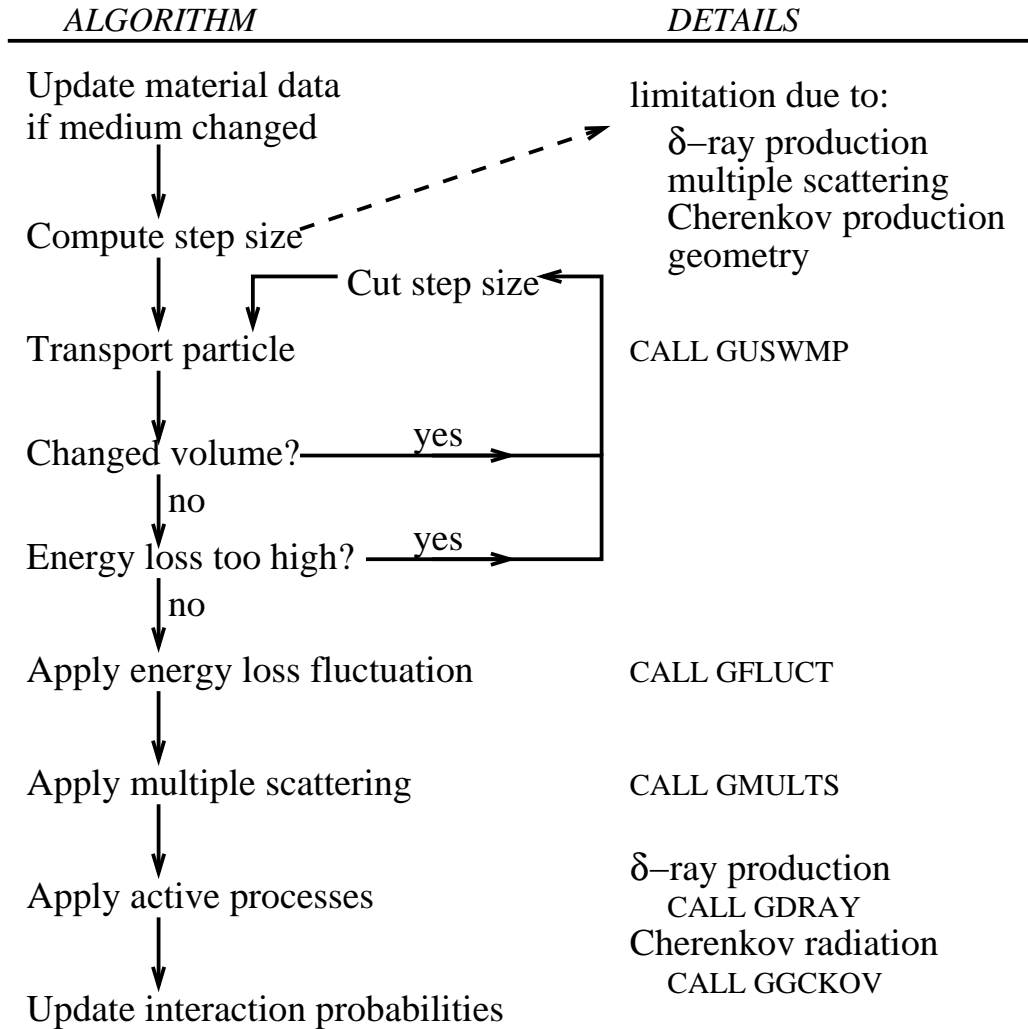 ALGORITHM
DETAILS
Update material data
if medium changed
limitation due to:
δ−ray production
multiple scattering
Cherenkov production
geometry
Compute step size
Cut step size
Transport particle
CALL GUSWMP
Changed volume?
yes
no
Energy loss too high?
yes
no
Apply energy loss fluctuation
CALL GFLUCT
Apply multiple scattering
CALL GMULTS
Apply active processes
δ−ray production
CALL GDRAY
Cherenkov radiation
CALL GGCKOV
Update interaction probabilities